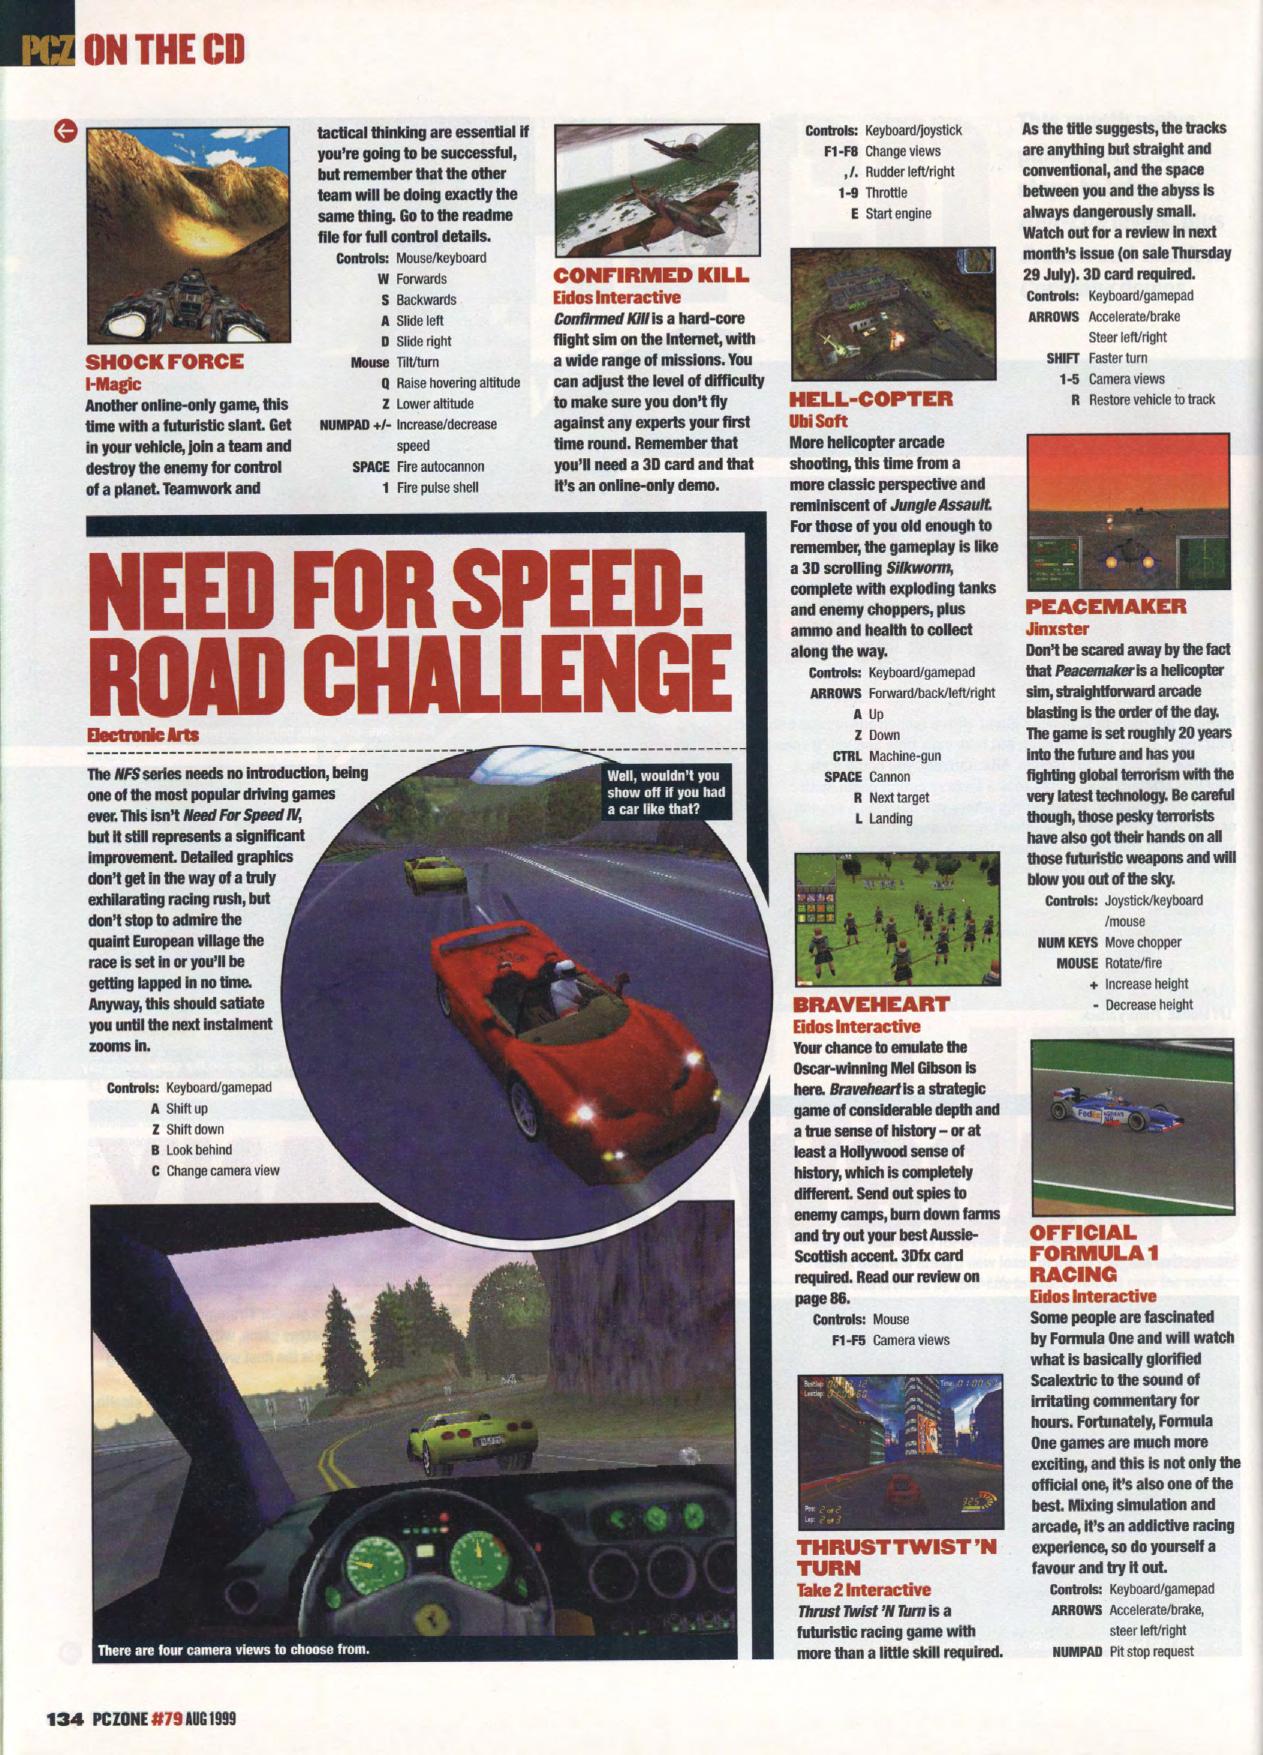 PCZ ON THE CD
SHOCK FORCE
I-Magic
Another online-only game, this
time with a futuristic slant. Get
in your vehicle, join a team and
destroy the enemy for control
of a planet. Teamwork and
tactical thinking are essential if
you're going to be successful,
but remember that the other
team will be doing exactly the
same thing. Go to the readme
file for full control details.
Controls: Mouse/keyboard
W Forwards
S Backwards
A Slide left
D Slide right
Mouse Tilt/turn
Q Raise hovering altitude
Z Lower altitude
NUMPAD +/- Increase/decrease
speed
SPACE Fire autocannon
1 Fire pulse shell
CONFIRMED KILL
Eidos Interactive
Confirmed Kill is a hard-core
flight sim on the Internet, with
a wide range of missions. You
can adjust the level of difficulty
to make sure you don't fly
against any experts your first
time round. Remember that
you'll need a 3D card and that
it's an online-only demo.
Controls: Keyboard/joystick
F1-F8 Change views
,/. Rudder left/right
1-9 Throttle
E Start engine
NEED FOR SPEED:
ROAD CHALLENGE
Electronic Arts
The NFS series needs no introduction, being
one of the most popular driving games
ever. This isn't Need For Speed IV,
but it still represents a significant
improvement. Detailed graphics
don't get in the way of a truly
exhilarating racing rush, but
don't stop to admire the
quaint European village the
race is set in or you'll be
getting lapped in no time.
Anyway, this should satiate
you until the next instalment
zooms in.
Controls: Keyboard/gamepad
A Shift up
Z Shift down
B Look behind
C Change camera view
Well, wouldn't you
show off if you had
a car like that?
There are four camera views to choose from.
HELL-COPTER
Ubi Soft
More helicopter arcade
shooting, this time from a
more classic perspective and
reminiscent of Jungle Assault.
For those of you old enough to
remember, the gameplay is like
a 3D scrolling Silkworm,
complete with exploding tanks
and enemy choppers, plus
ammo and health to collect
along the way.
Controls: Keyboard/gamepad
ARROWS Forward/back/left/right
A Up
Z Down
CTRL Machine-gun
SPACE Cannon
R Next target
L Landing
BRAVEHEART
Eidos Interactive
Your chance to emulate the
Oscar-winning Mel Gibson is
here. Braveheart is a strategic
game of considerable depth and
a true sense of history – or at
least a Hollywood sense of
history, which is completely
different. Send out spies to
enemy camps, burn down farms
and try out your best Aussie-
Scottish accent. 3Dfx card
required. Read our review on
page 86.
Controls: Mouse
F1-F5 Camera views
THRUST TWIST 'N
TURN
Take 2 Interactive
Thrust Twist 'N Turn is a
futuristic racing game with
more than a little skill required.
As the title suggests, the tracks
are anything but straight and
conventional, and the space
between you and the abyss is
always dangerously small.
Watch out for a review in next
month's issue (on sale Thursday
29 July). 3D card required.
Controls: Keyboard/gamepad
ARROWS Accelerate/brake
Steer left/right
SHIFT Faster turn
1-5 Camera views
R Restore vehicle to track
PEACEMAKER
Jinxster
Don't be scared away by the fact
that Peacemaker is a helicopter
sim, straightforward arcade
blasting is the order of the day.
The game is set roughly 20 years
into the future and has you
fighting global terrorism with the
very latest technology. Be careful
though, those pesky terrorists
have also got their hands on all
those futuristic weapons and will
blow you out of the sky.
Controls: Joystick/keyboard
/mouse
NUM KEYS Move chopper
MOUSE Rotate/fire
+ Increase height
- Decrease height
FedEx
OFFICIAL
FORMULA 1
RACING
Eidos Interactive
Some people are fascinated
by Formula One and will watch
what is basically glorified
Scalextric to the sound of
irritating commentary for
hours. Fortunately, Formula
One games are much more
exciting, and this is not only the
official one, it's also one of the
best. Mixing simulation and
arcade, it's an addictive racing
experience, so do yourself a
favour and try it out.
Controls: Keyboard/gamepad
ARROWS Accelerate/brake,
steer left/right
NUMPAD Pit stop request
134 PCZONE #79 AUG 1999